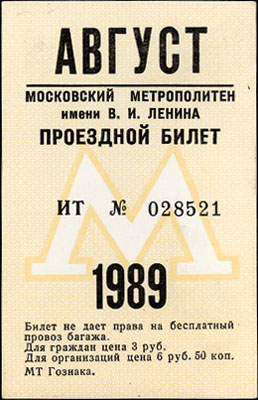 АВГУСТ
МОСКОВСКИЙ МЕТРОПОЛИТЕН
имени В. И. ЛЕНИНА
ПРОЕЗДНОЙ БИЛЕТ
ИТ № 028521
М
1989
Билет не дает права на бесплатный
провоз багажа.
Для граждан цена 3 руб.
Для организаций цена 6 руб. 50 коп.
МТ Гознака.